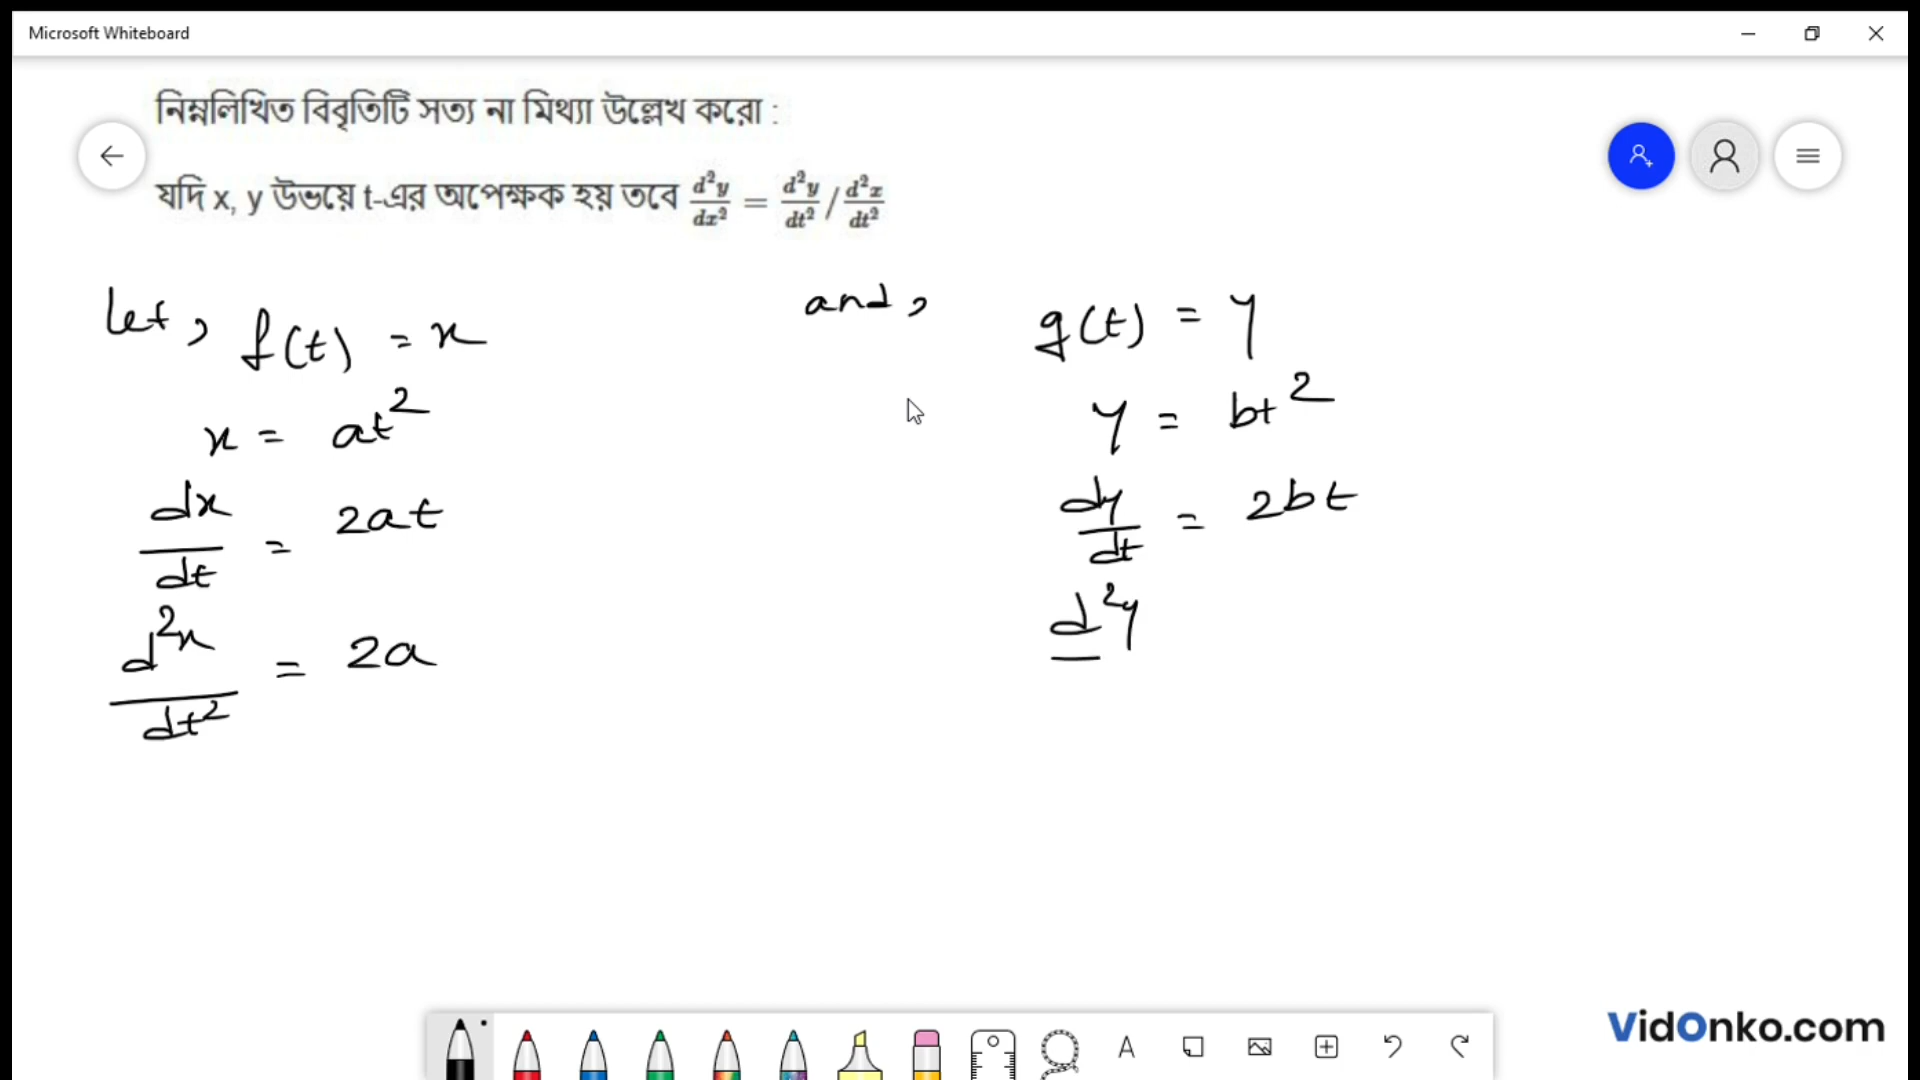 Microsoft Whiteboard
নিম্নলিখিত বিবৃতিটি সত্য না মিথ্যা উল্লেখ করো :
যদি x, y উভয়ে t-এর অপেক্ষক হয় তবে d²y/dx² = d²y/dt² / d²x/dt²
let, f(t) = x
and, g(t) = y
x = at²
y = bt²
dx/dt = 2at
dy/dt = 2bt
d²x/dt² = 2a
d²y
VidOnko.com